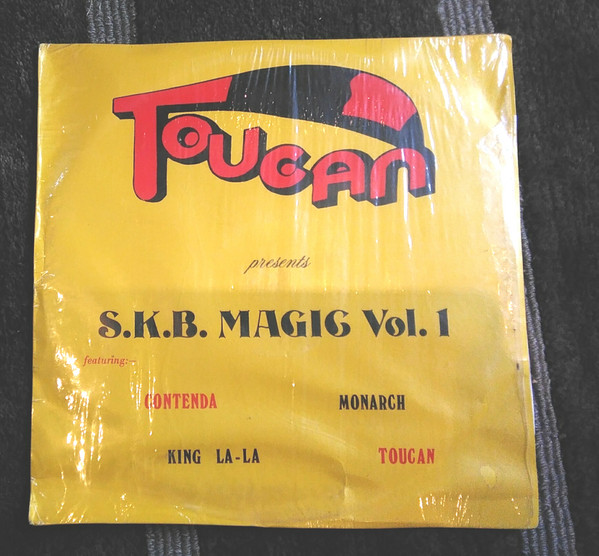 TOUCAN
presents
S.K.B. MAGIC Vol. 1
featuring:—
CONTENDA MONARCH
KING LA-LA TOUCAN